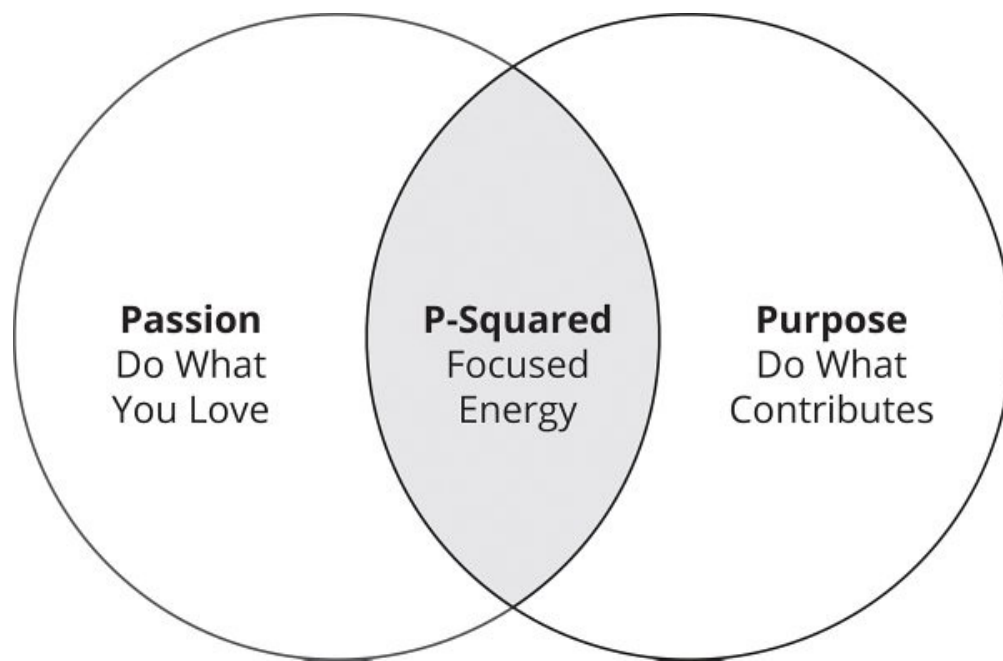 Passion
Do What
You Love
P-Squared
Focused
Energy
Purpose
Do What
Contributes